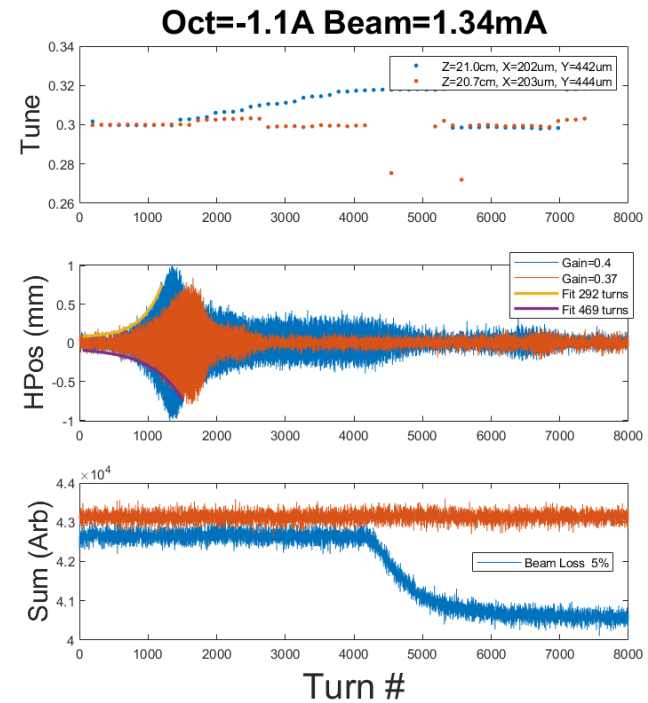 Oct=-1.1A Beam=1.34mA
0.34
0.32
0.3
0.28
0.26
Tune
Z=21.0cm, X=202um, Y=442um
Z=20.7cm, X=203um, Y=444um
0 1000 2000 3000 4000 5000 6000 7000 8000
1
0.5
0
-0.5
-1
HPos (mm)
Gain=0.4
Gain=0.37
Fit 292 turns
Fit 469 turns
0 1000 2000 3000 4000 5000 6000 7000 8000
×10⁴
4.4
4.3
4.2
4.1
4
Sum (Arb)
Beam Loss 5%
0 1000 2000 3000 4000 5000 6000 7000 8000
Turn #